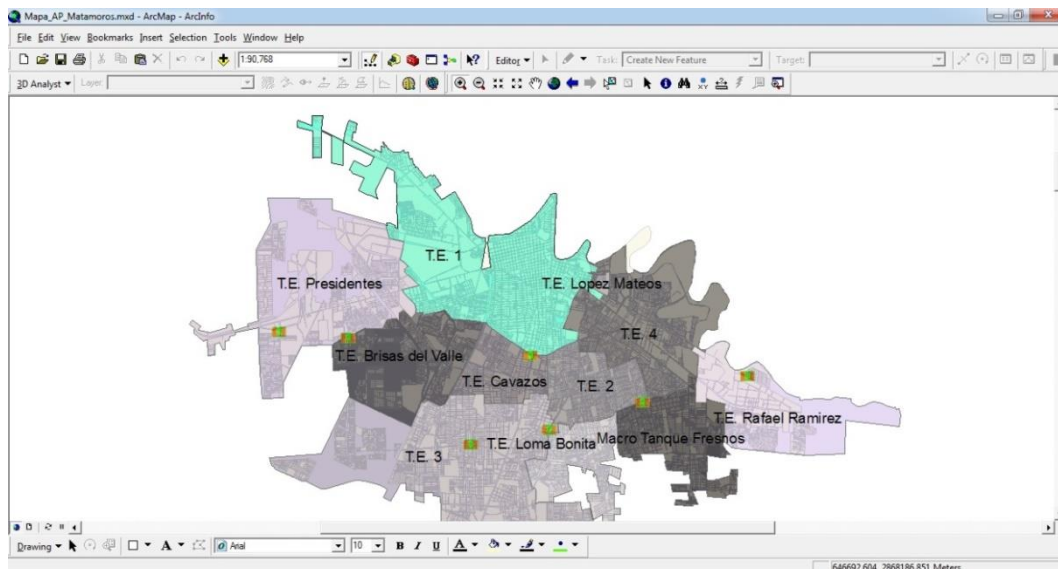 Mapa_AP_Matamoros.mxd - ArcMap - ArcInfo
File Edit View Bookmarks Insert Selection Tools Window Help
1:90,768 Editor Task: Create New Feature Target:
3D Analyst Layer:
T.E. 1
T.E. Presidentes
T.E. Lopez Mateos
T.E. 4
T.E. Brisas del Valle
T.E. Cavazos
T.E. 2
T.E. Rafael Ramirez
Macro Tanque Fresnos
T.E. Loma Bonita
T.E. 3
Drawing A Arial 10 B I U A
646692.604 2868186.851 Meters